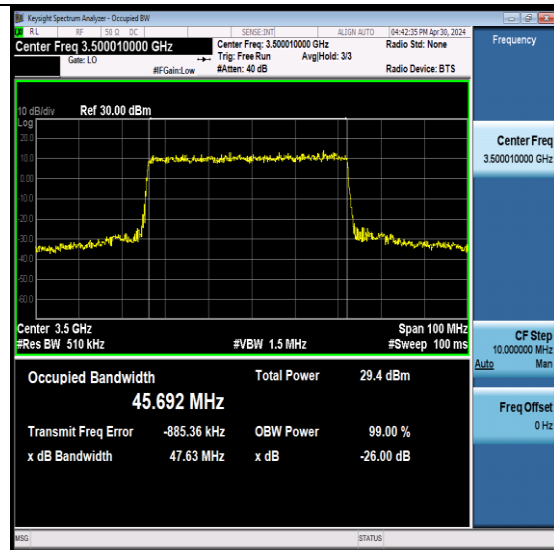 Keysight Spectrum Analyzer - Occupied BW
RL RF 50 Ω DC SENSE:INT ALIGN AUTO 04:42:35 PM Apr 30, 2024
Center Freq 3.500010000 GHz
Center Freq: 3.500010000 GHz
Radio Std: None
Gate: LO
Trig: Free Run Avg|Hold: 3/3
#IFGain:Low
#Atten: 40 dB
Radio Device: BTS
10 dB/div Ref 30.00 dBm
Log
20.0
10.0
0.00
-10.0
-20.0
-30.0
-40.0
-50.0
-60.0
Center 3.5 GHz Span 100 MHz
#Res BW 510 kHz #VBW 1.5 MHz #Sweep 100 ms
Occupied Bandwidth Total Power 29.4 dBm
45.692 MHz
Transmit Freq Error -885.36 kHz OBW Power 99.00 %
x dB Bandwidth 47.63 MHz x dB -26.00 dB
MSG STATUS
Frequency
Center Freq
3.500010000 GHz
CF Step
10.000000 MHz
Auto Man
Freq Offset
0 Hz